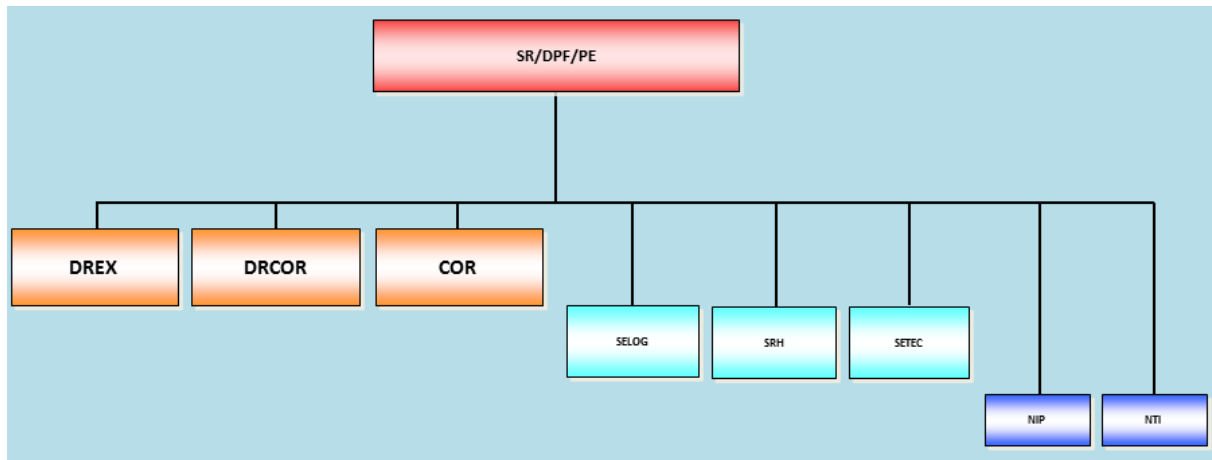 SR/DPF/PE
DREX
DRCOR
COR
SELOG
SRH
SETEC
NIP
NTI